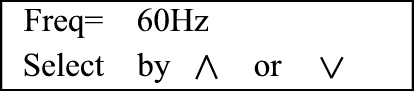 Freq= 60Hz
Select by ∧ or ∨